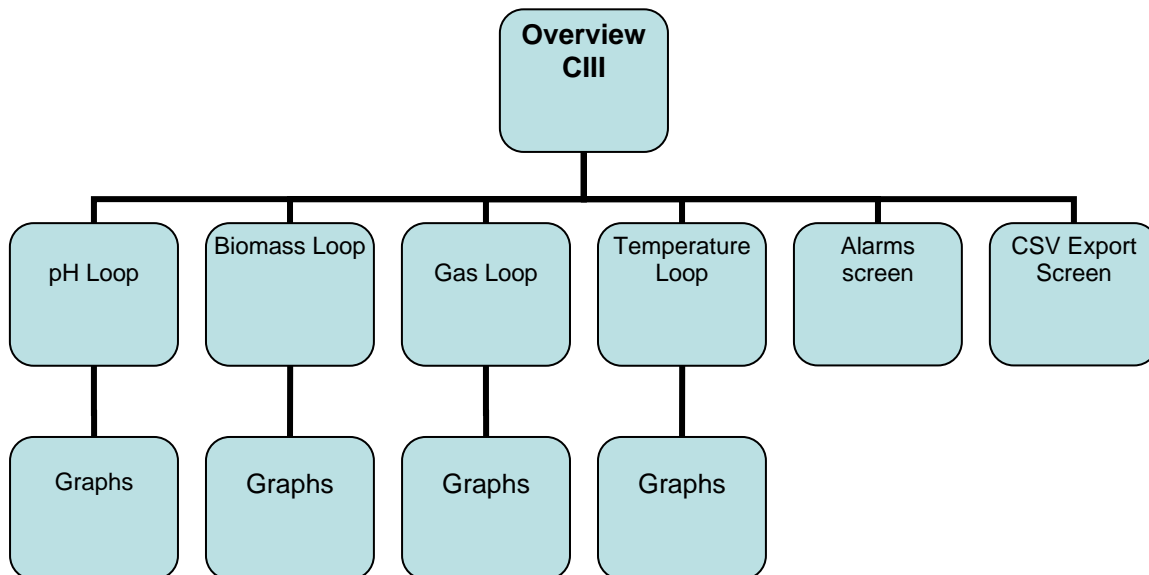 Overview
CIII
pH Loop
Biomass Loop
Gas Loop
Temperature
Loop
Alarms
screen
CSV Export
Screen
Graphs
Graphs
Graphs
Graphs